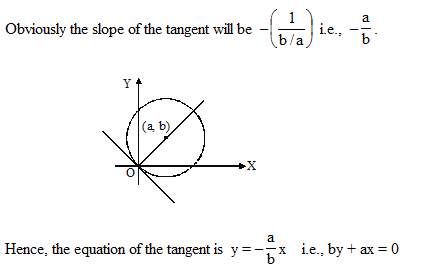 Obviously the slope of the tangent will be −(1/(b/a)) i.e., −a/b.
Y
(a, b)
X
O
Hence, the equation of the tangent is y = −a/b x i.e., by + ax = 0